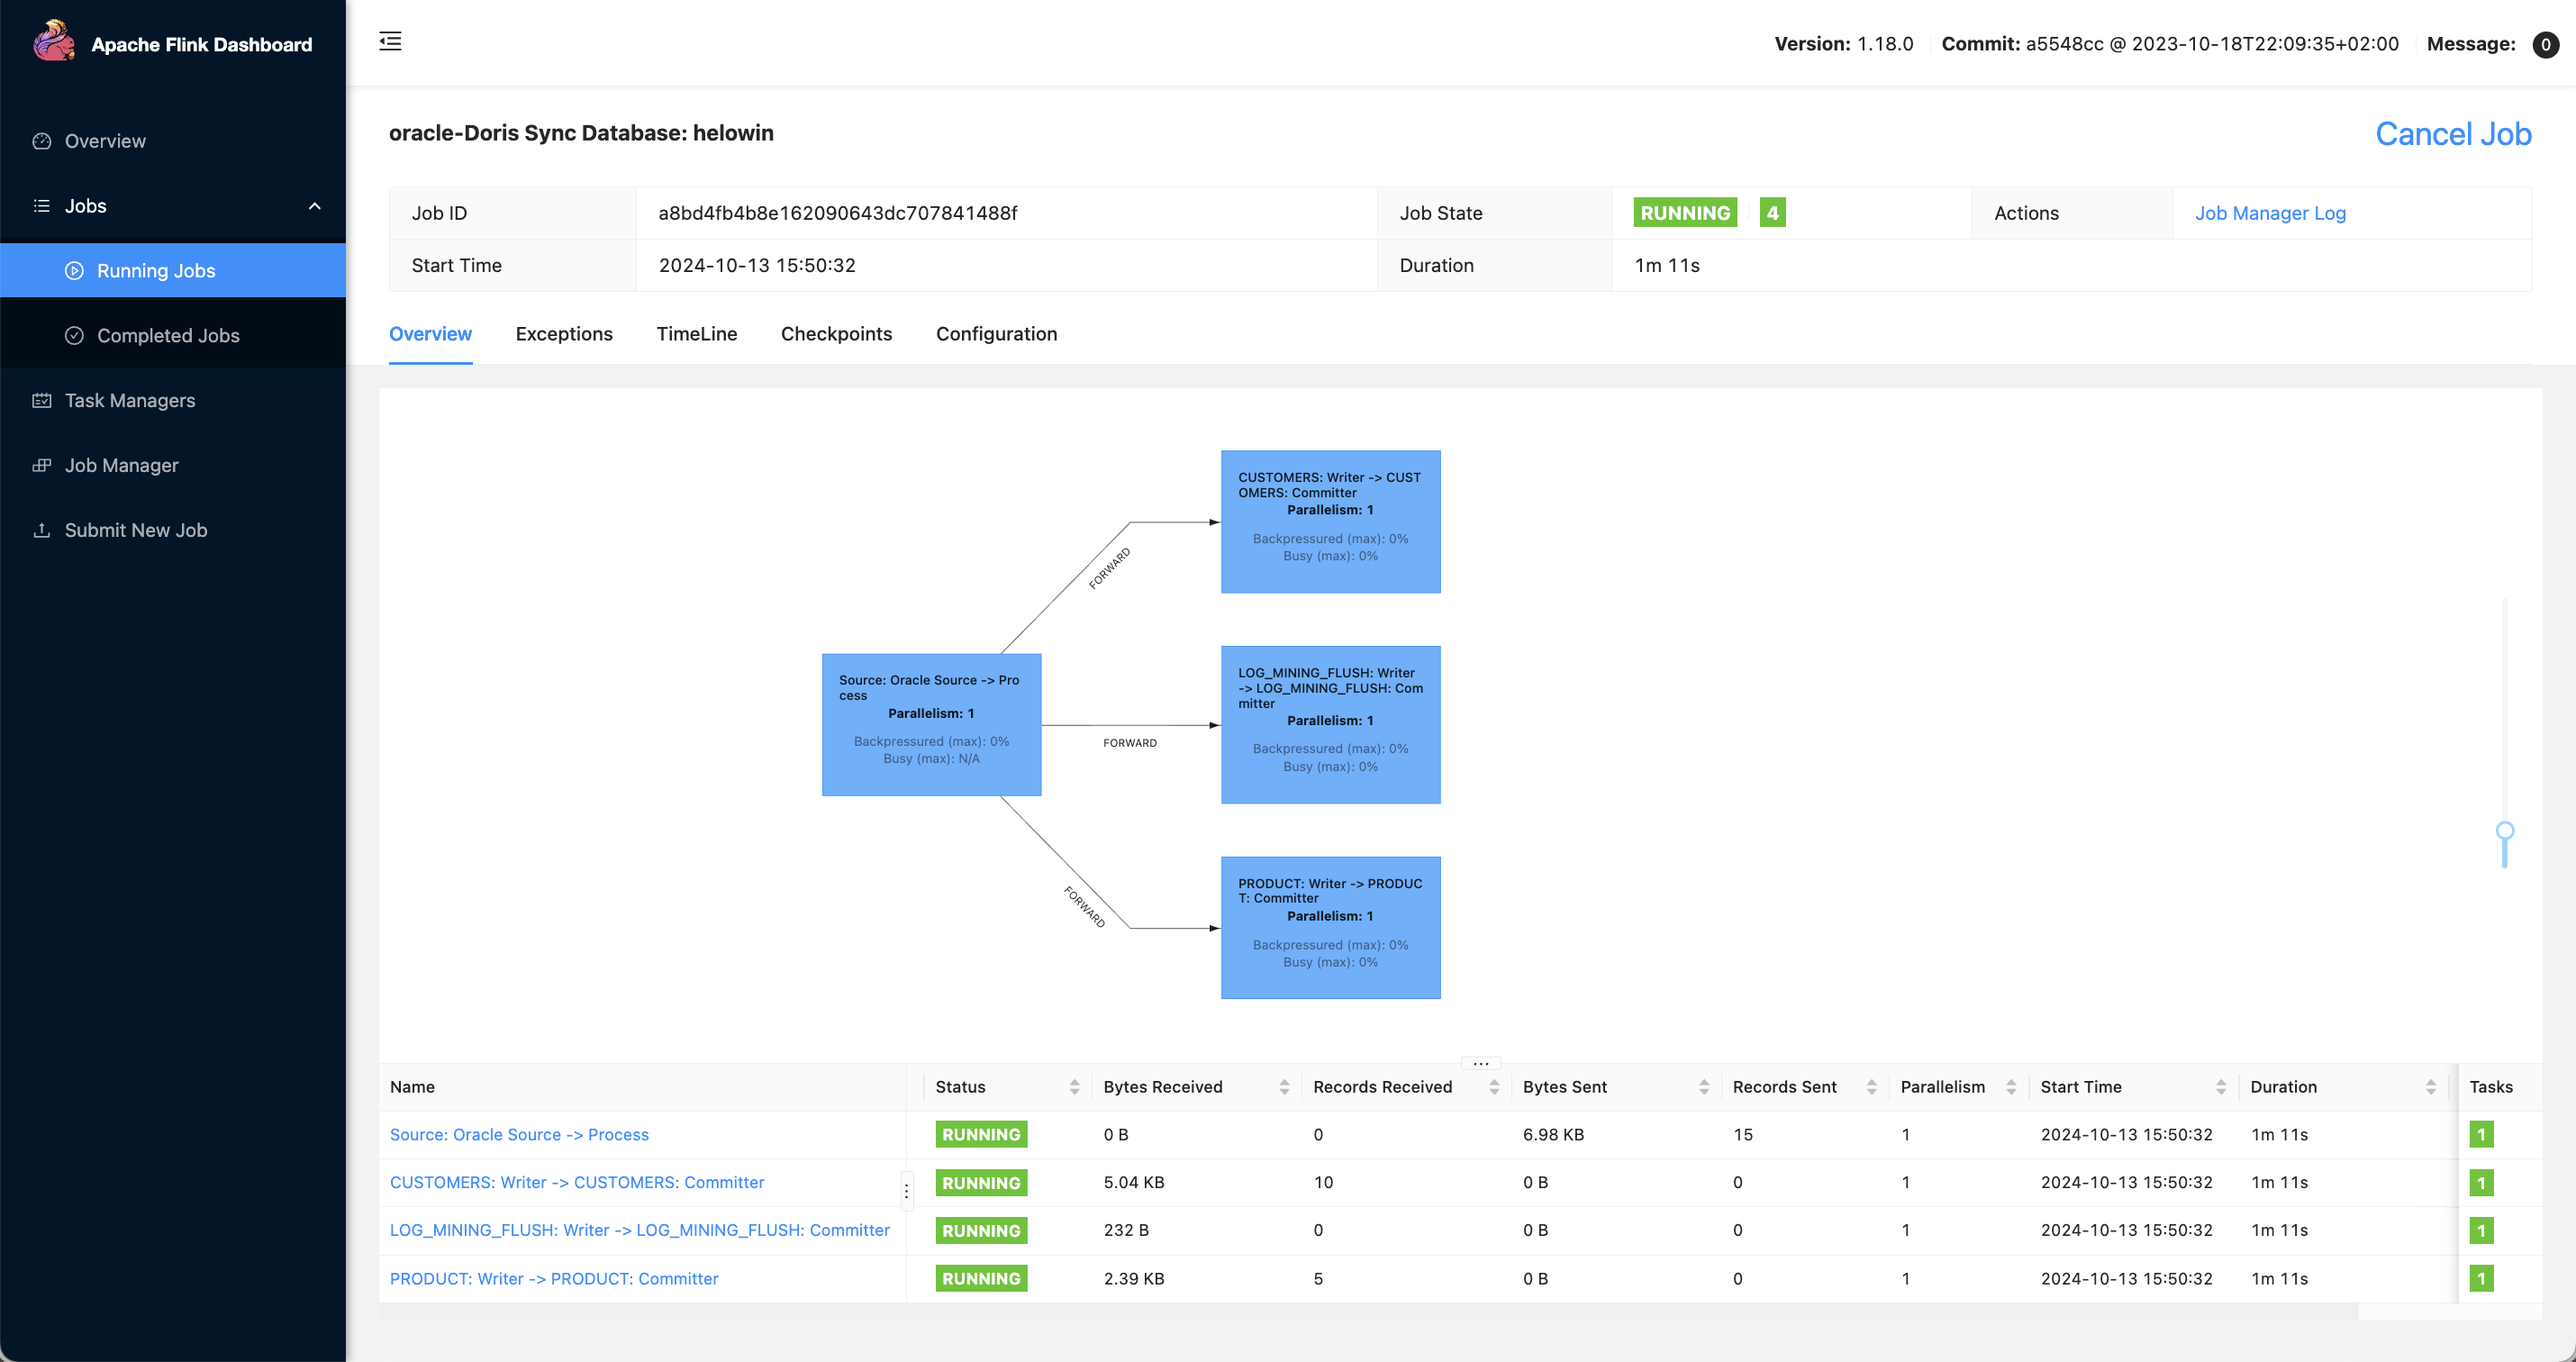 Apache Flink Dashboard
Version: 1.18.0 Commit: a5548cc @ 2023-10-18T22:09:35+02:00 Message: 0
Overview
Jobs
Running Jobs
Completed Jobs
Task Managers
Job Manager
Submit New Job
oracle-Doris Sync Database: helowin
Cancel Job
Job ID a8bd4fb4b8e162090643dc707841488f Job State RUNNING 4 Actions Job Manager Log
Start Time 2024-10-13 15:50:32 Duration 1m 11s
Overview Exceptions TimeLine Checkpoints Configuration
CUSTOMERS: Writer -> CUST
OMERS: Committer
Parallelism: 1
Backpressured (max): 0%
Busy (max): 0%
FORWARD
Source: Oracle Source -> Pro
cess
Parallelism: 1
Backpressured (max): 0%
Busy (max): N/A
FORWARD
LOG_MINING_FLUSH: Writer
-> LOG_MINING_FLUSH: Com
mitter
Parallelism: 1
Backpressured (max): 0%
Busy (max): 0%
FORWARD
PRODUCT: Writer -> PRODUC
T: Committer
Parallelism: 1
Backpressured (max): 0%
Busy (max): 0%
Name Status Bytes Received Records Received Bytes Sent Records Sent Parallelism Start Time Duration Tasks
Source: Oracle Source -> Process RUNNING 0 B 0 6.98 KB 15 1 2024-10-13 15:50:32 1m 11s 1
CUSTOMERS: Writer -> CUSTOMERS: Committer RUNNING 5.04 KB 10 0 B 0 1 2024-10-13 15:50:32 1m 11s 1
LOG_MINING_FLUSH: Writer -> LOG_MINING_FLUSH: Committer RUNNING 232 B 0 0 B 0 1 2024-10-13 15:50:32 1m 11s 1
PRODUCT: Writer -> PRODUCT: Committer RUNNING 2.39 KB 5 0 B 0 1 2024-10-13 15:50:32 1m 11s 1